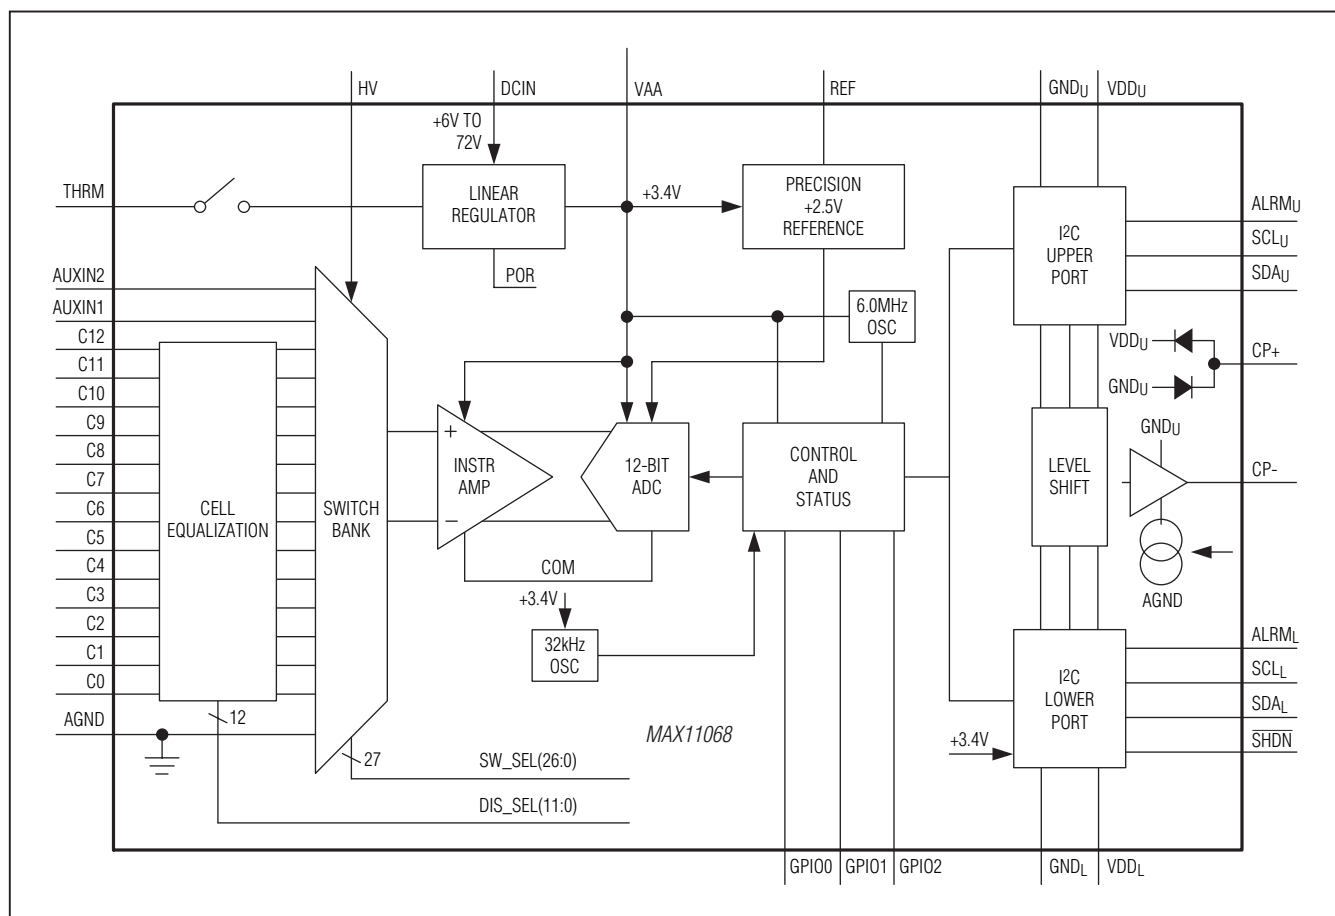 HV
DCIN
VAA
REF
GNDU
VDDU
+6V TO
72V
THRM
LINEAR
REGULATOR
+3.4V
PRECISION
+2.5V
REFERENCE
I2C
UPPER
PORT
ALRMU
SCLU
SDAU
POR
AUXIN2
AUXIN1
6.0MHz
OSC
VDDU
GNDU
CP+
C12
C11
C10
C9
C8
C7
C6
C5
C4
C3
C2
C1
C0
AGND
CELL
EQUALIZATION
SWITCH
BANK
+
INSTR
AMP
−
12-BIT
ADC
CONTROL
AND
STATUS
LEVEL
SHIFT
GNDU
CP-
AGND
COM
+3.4V
32kHz
OSC
I2C
LOWER
PORT
ALRML
SCLL
SDAL
SHDN
+3.4V
12
27
MAX11068
SW_SEL(26:0)
DIS_SEL(11:0)
GPIO0
GPIO1
GPIO2
GNDL
VDDL